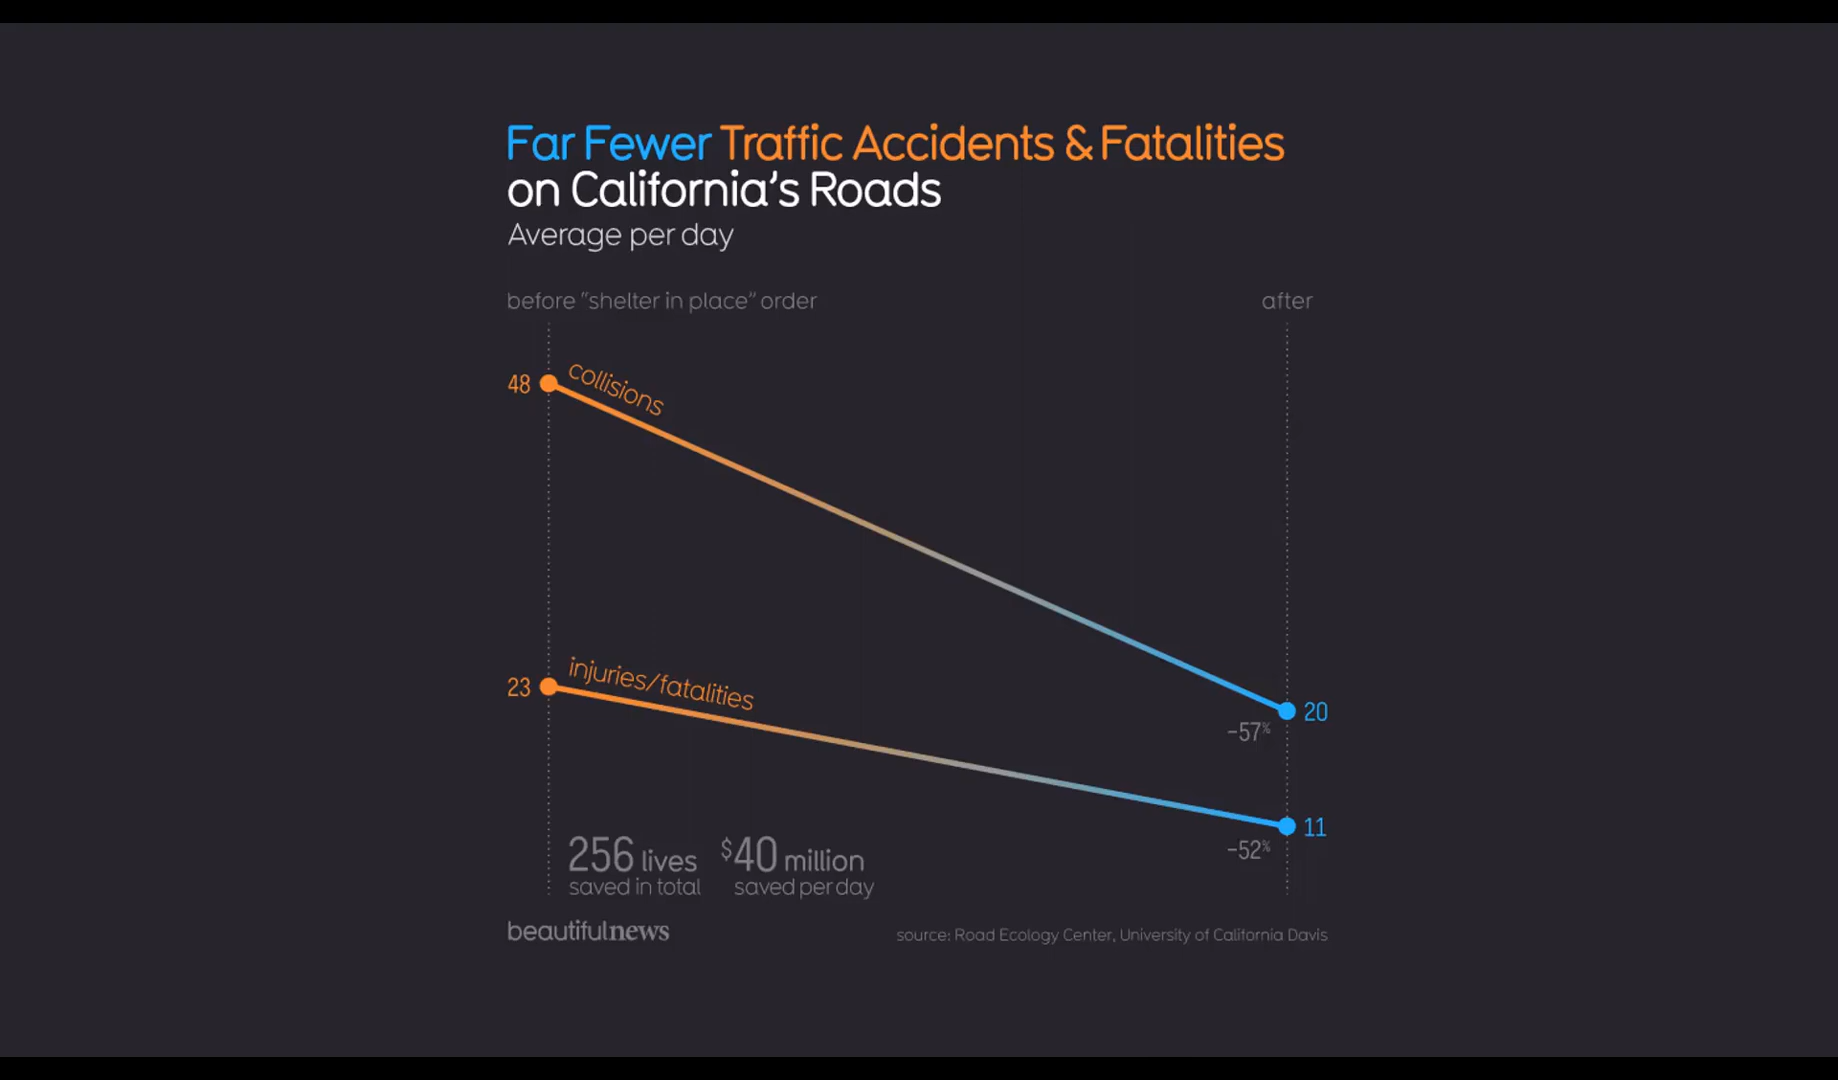 Far Fewer Traffic Accidents & Fatalities
on California's Roads
Average per day
before "shelter in place" order
after
48
collisions
23
injuries/fatalities
20
-57%
11
-52%
256 lives
saved in total
$40 million
saved per day
beautifulnews
source: Road Ecology Center, University of California Davis